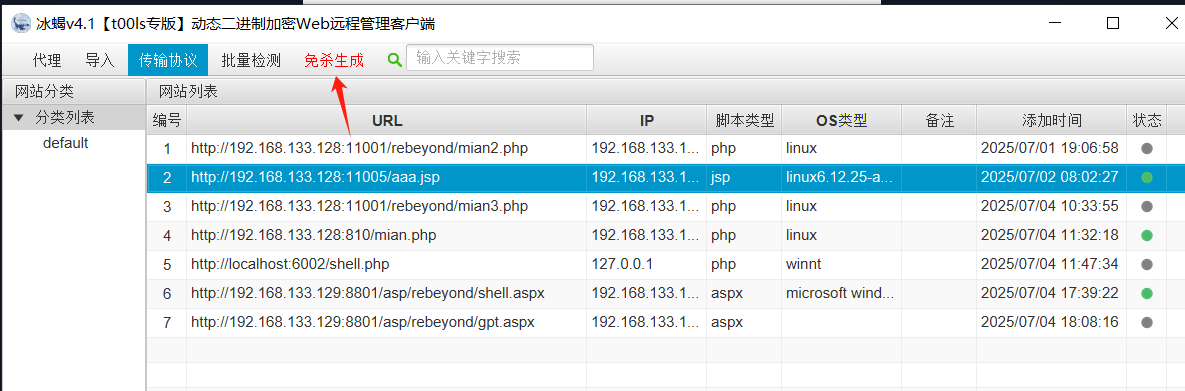 冰蝎v4.1【t00ls专版】动态二进制加密Web远程管理客户端
代理 导入 传输协议 批量检测 免杀生成 输入关键字搜索
网站分类 网站列表
分类列表
default
编号 URL IP 脚本类型 OS类型 备注 添加时间 状态
1 http://192.168.133.128:11001/rebeyond/mian2.php 192.168.133.1... php linux 2025/07/01 19:06:58
2 http://192.168.133.128:11005/aaa.jsp 192.168.133.1... jsp linux6.12.25-a... 2025/07/02 08:02:27
3 http://192.168.133.128:11001/rebeyond/mian3.php 192.168.133.1... php linux 2025/07/04 10:33:55
4 http://192.168.133.128:810/mian.php 192.168.133.1... php linux 2025/07/04 11:32:18
5 http://localhost:6002/shell.php 127.0.0.1 php winnt 2025/07/04 11:47:34
6 http://192.168.133.129:8801/asp/rebeyond/shell.aspx 192.168.133.1... aspx microsoft wind... 2025/07/04 17:39:22
7 http://192.168.133.129:8801/asp/rebeyond/gpt.aspx 192.168.133.1... aspx 2025/07/04 18:08:16